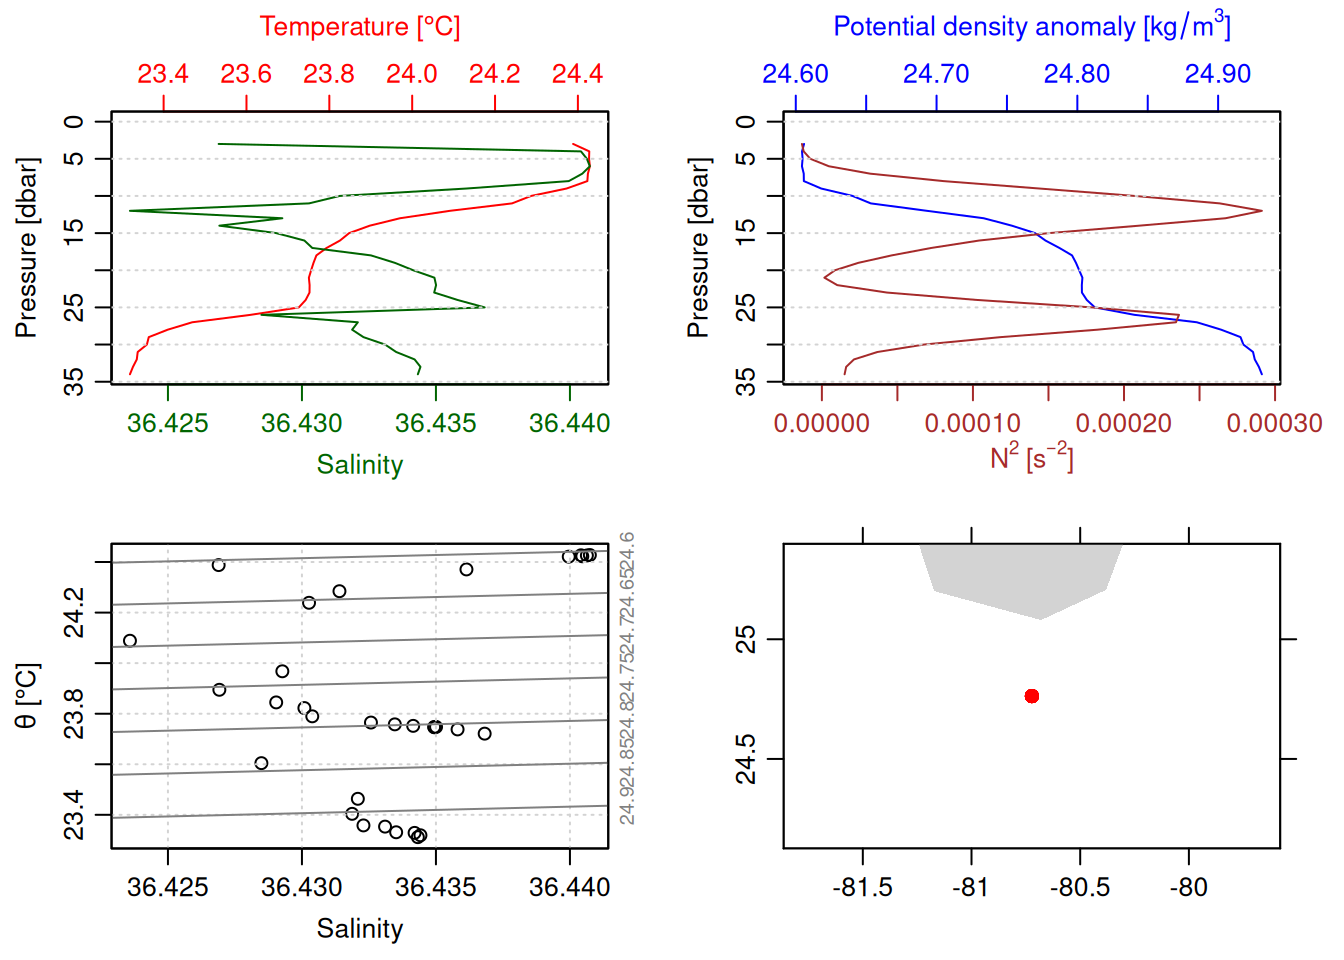 Temperature [°C]
23.4 23.6 23.8 24.0 24.2 24.4
Pressure [dbar]
0
5
15
25
35
36.425 36.430 36.435 36.440
Salinity
Potential density anomaly [kg/m³]
24.60 24.70 24.80 24.90
Pressure [dbar]
0
5
15
25
35
0.00000 0.00010 0.00020 0.00030
N² [s⁻²]
θ [°C]
24.2
23.8
23.4
24.6
24.65
24.7
24.75
24.8
24.85
24.9
36.425 36.430 36.435 36.440
Salinity
25
24.5
-81.5 -81 -80.5 -80